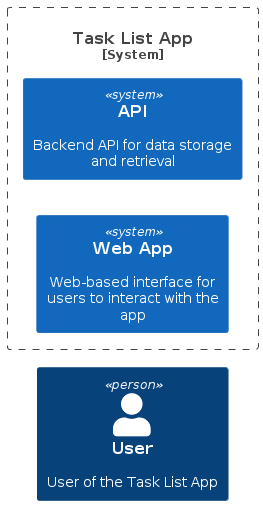 Task List App
[System]
«system»
API
Backend API for data storage
and retrieval
«system»
Web App
Web-based interface for
users to interact with the
app
«person»
User
User of the Task List App